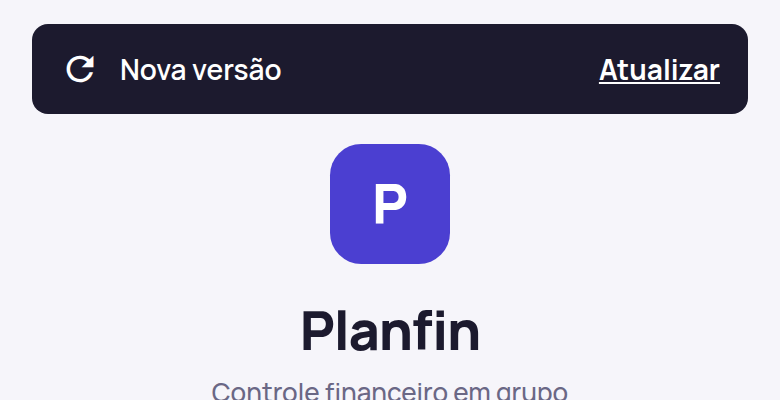 Nova versão
Atualizar
P
Planfin
Controle financeiro em grupo